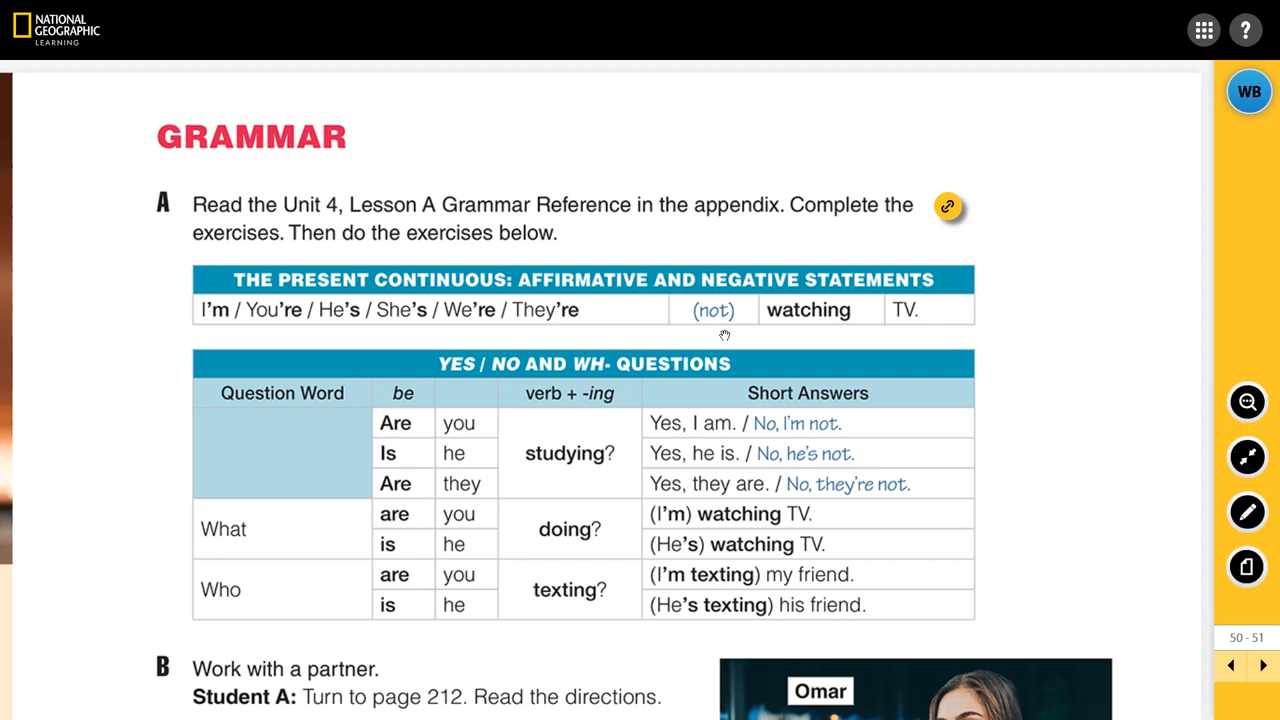 NATIONAL
GEOGRAPHIC
LEARNING
?
WB
GRAMMAR
A Read the Unit 4, Lesson A Grammar Reference in the appendix. Complete the
exercises. Then do the exercises below.
THE PRESENT CONTINUOUS: AFFIRMATIVE AND NEGATIVE STATEMENTS
I'm / You're / He's / She's / We're / They're (not) watching TV.
YES / NO AND WH- QUESTIONS
Question Word be verb + -ing Short Answers
Are you studying? Yes, I am. / No, I'm not.
Is he Yes, he is. / No, he's not.
Are they Yes, they are. / No, they're not.
What are you doing? (I'm) watching TV.
is he (He's) watching TV.
Who are you texting? (I'm texting) my friend.
is he (He's texting) his friend.
50 - 51
B Work with a partner.
Student A: Turn to page 212. Read the directions.
Omar